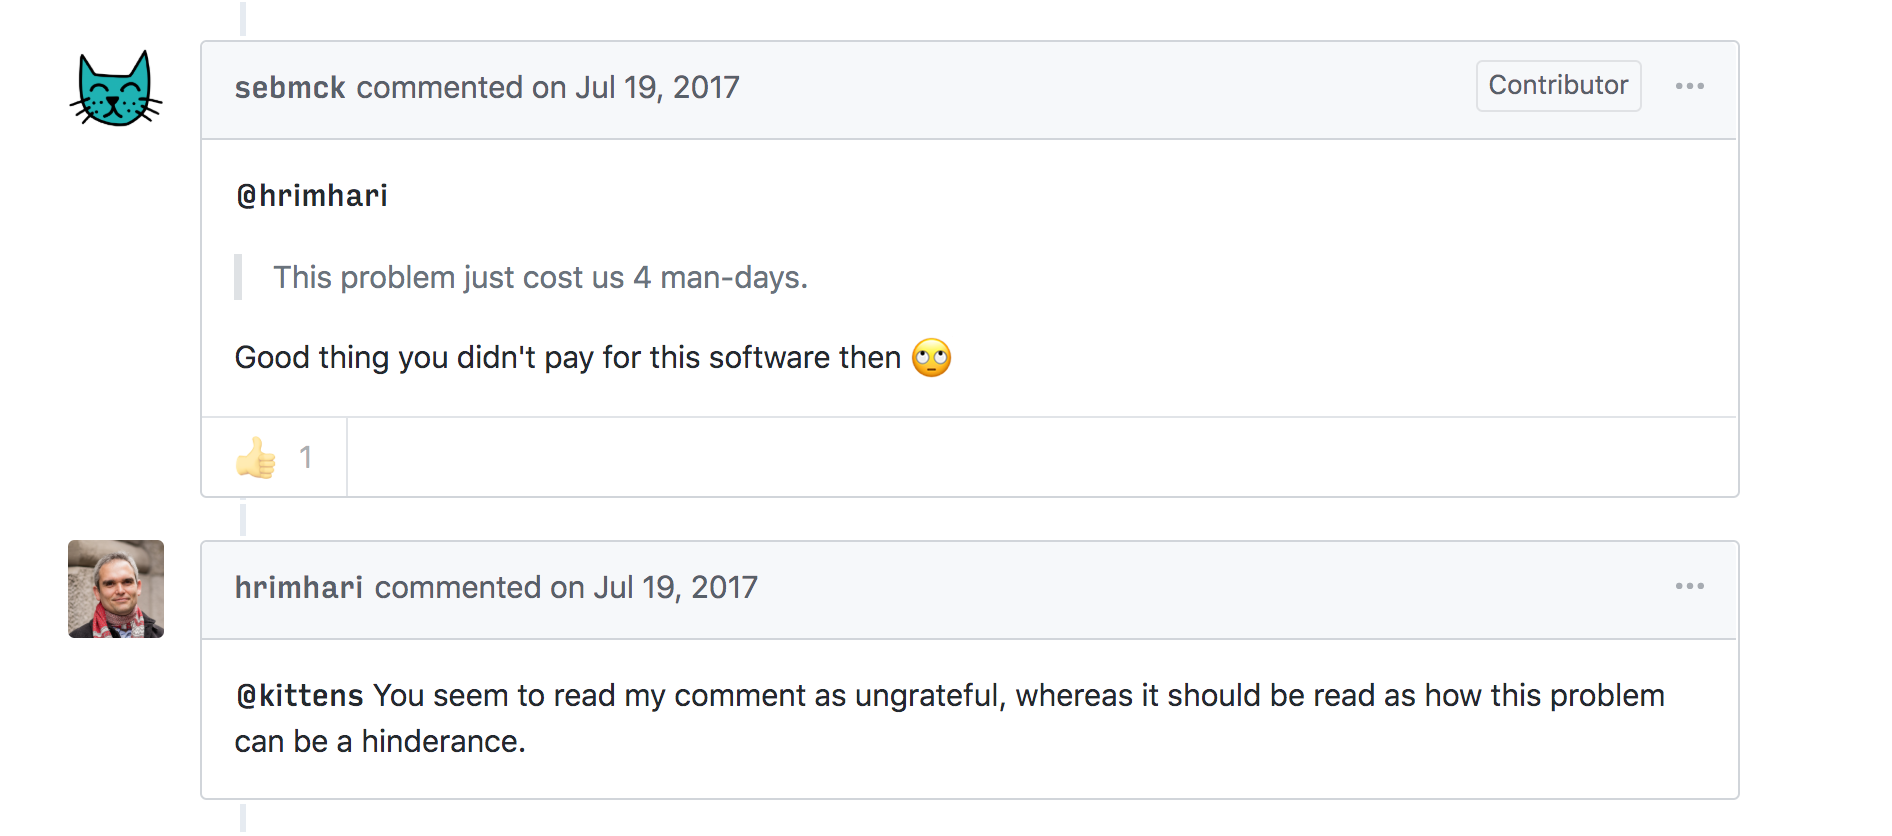 sebmck commented on Jul 19, 2017
Contributor
@hrimhari
This problem just cost us 4 man-days.
Good thing you didn't pay for this software then 🙄
👍 1
hrimhari commented on Jul 19, 2017
@kittens You seem to read my comment as ungrateful, whereas it should be read as how this problem
can be a hinderance.